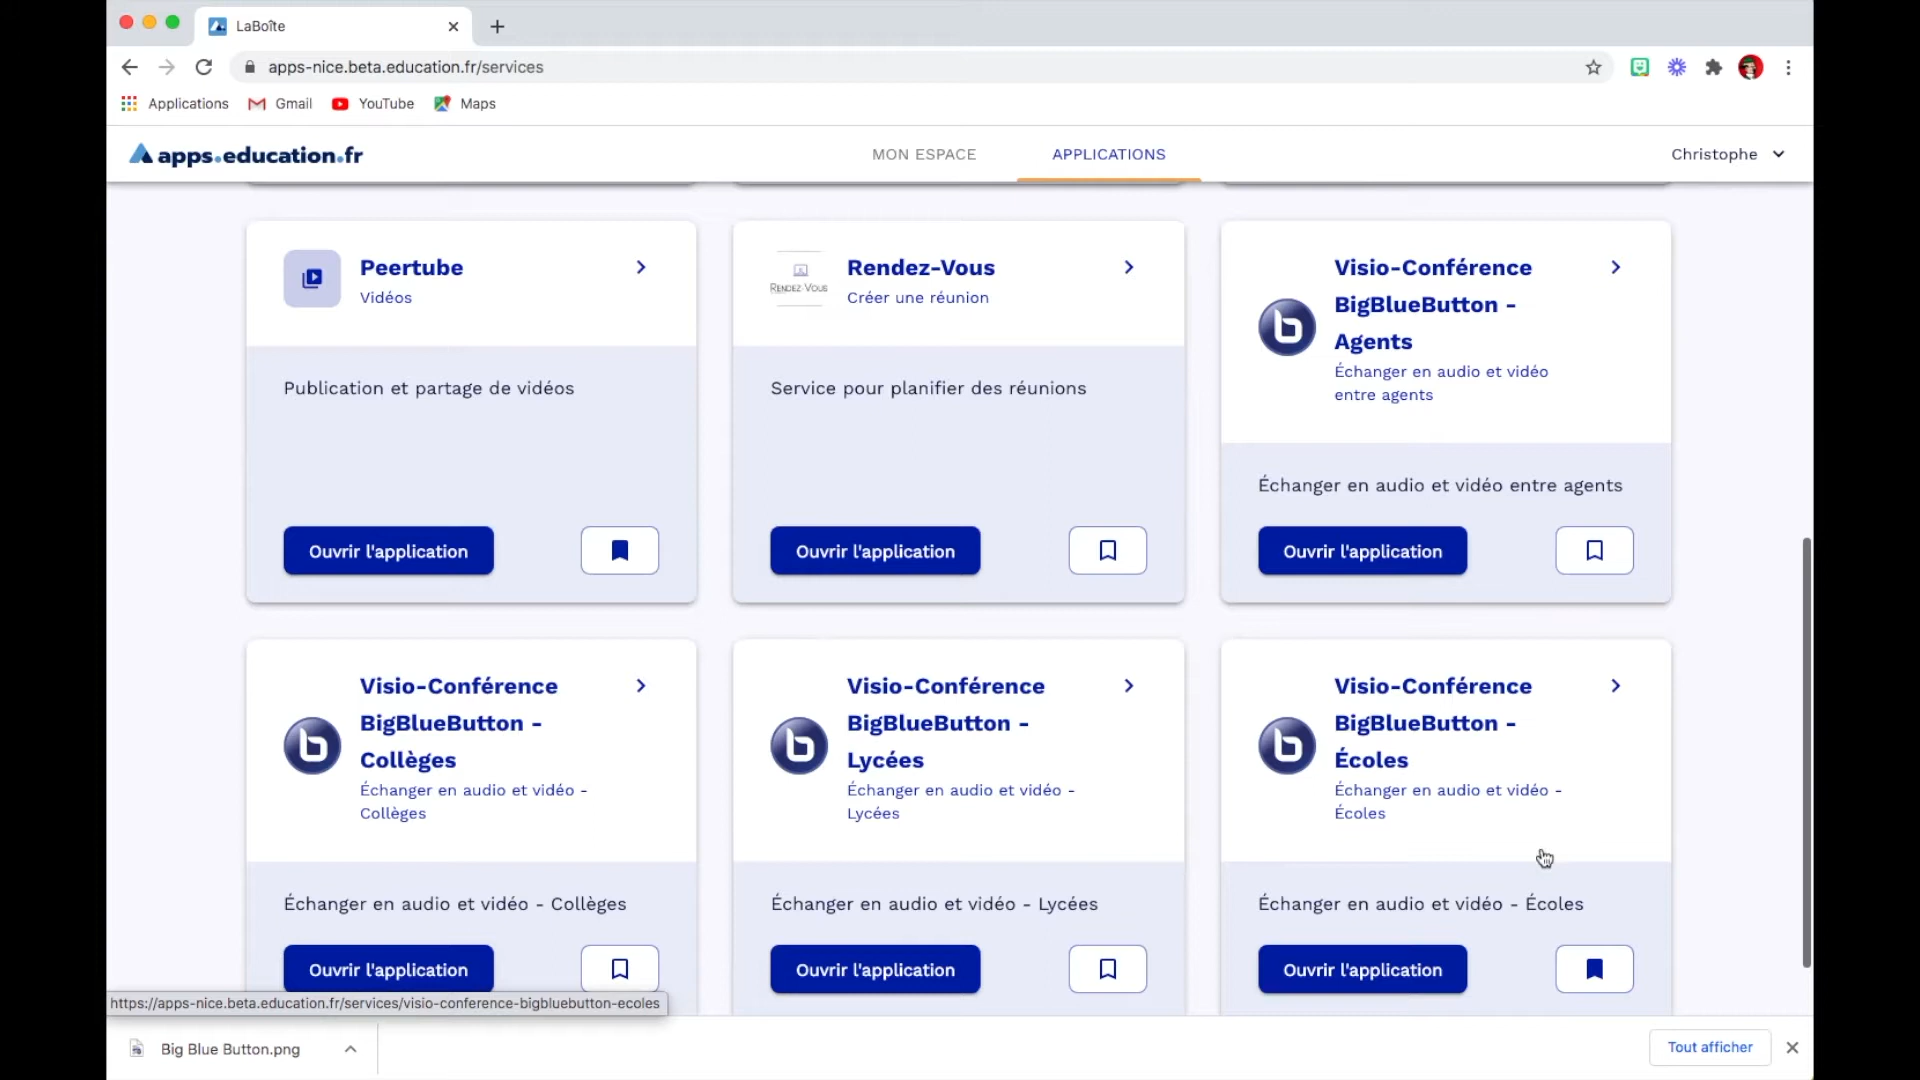 LaBoîte
apps-nice.beta.education.fr/services
Applications
Gmail
YouTube
Maps
apps.education.fr
MON ESPACE
APPLICATIONS
Christophe
Peertube
Vidéos
Publication et partage de vidéos
Ouvrir l'application
RENDEZ-VOUS
Rendez-Vous
Créer une réunion
Service pour planifier des réunions
Ouvrir l'application
Visio-Conférence
BigBlueButton -
Agents
Échanger en audio et vidéo
entre agents
Échanger en audio et vidéo entre agents
Ouvrir l'application
Visio-Conférence
BigBlueButton -
Collèges
Échanger en audio et vidéo -
Collèges
Échanger en audio et vidéo - Collèges
Ouvrir l'application
Visio-Conférence
BigBlueButton -
Lycées
Échanger en audio et vidéo -
Lycées
Échanger en audio et vidéo - Lycées
Ouvrir l'application
Visio-Conférence
BigBlueButton -
Écoles
Échanger en audio et vidéo -
Écoles
Échanger en audio et vidéo - Écoles
Ouvrir l'application
https://apps-nice.beta.education.fr/services/visio-conference-bigbluebutton-ecoles
Big Blue Button.png
Tout afficher